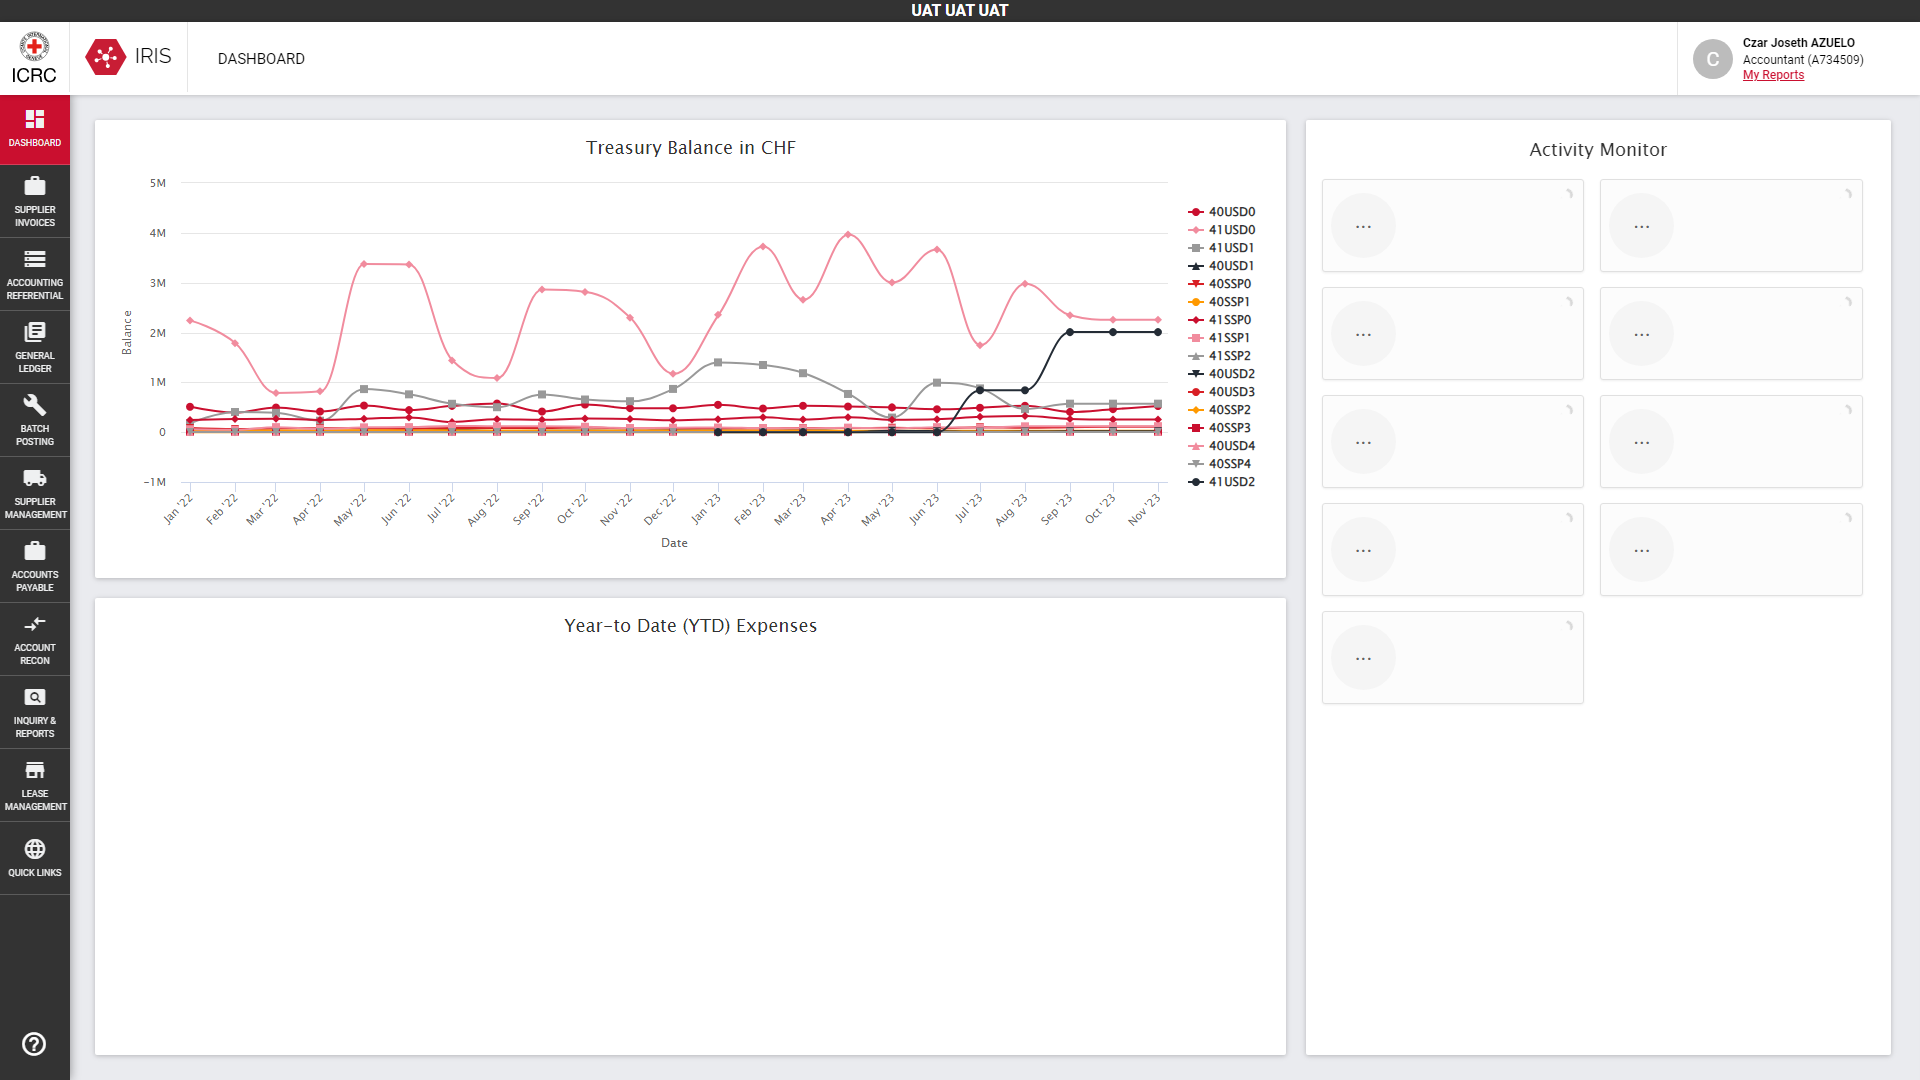 UAT UAT UAT
ICRC
IRIS
DASHBOARD
C
Czar Joseth AZUELO
Accountant (A734509)
My Reports
DASHBOARD
SUPPLIER
INVOICES
ACCOUNTING
REFERENTIAL
GENERAL
LEDGER
BATCH
POSTING
SUPPLIER
MANAGEMENT
ACCOUNTS
PAYABLE
ACCOUNT
RECON
INQUIRY &
REPORTS
LEASE
MANAGEMENT
QUICK LINKS
Treasury Balance in CHF
Balance
5M
4M
3M
2M
1M
0
-1M
Jan '22
Feb '22
Mar '22
Apr '22
May '22
Jun '22
Jul '22
Aug '22
Sep '22
Oct '22
Nov '22
Dec '22
Jan '23
Feb '23
Mar '23
Apr '23
May '23
Jun '23
Jul '23
Aug '23
Sep '23
Oct '23
Nov '23
Date
40USD0
41USD0
41USD1
40USD1
40SSP0
40SSP1
41SSP0
41SSP1
41SSP2
40USD2
40USD3
40SSP2
40SSP3
40USD4
40SSP4
41USD2
Year-to Date (YTD) Expenses
Activity Monitor
...
...
...
...
...
...
...
...
...